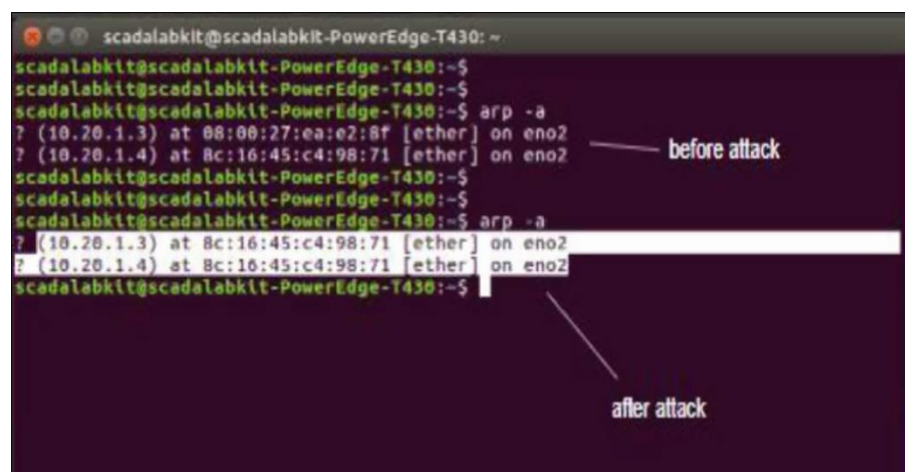 scadalabkit@scadalabkit-PowerEdge-T430: ~
scadalabkit@scadalabkit-PowerEdge-T430:~$
scadalabkit@scadalabkit-PowerEdge-T430:~$
scadalabkit@scadalabkit-PowerEdge-T430:~$ arp -a
? (10.20.1.3) at 08:00:27:ea:e2:8f [ether] on eno2
? (10.20.1.4) at 8c:16:45:c4:98:71 [ether] on eno2
before attack
scadalabkit@scadalabkit-PowerEdge-T430:~$
scadalabkit@scadalabkit-PowerEdge-T430:~$
scadalabkit@scadalabkit-PowerEdge-T430:~$ arp -a
? (10.20.1.3) at 8c:16:45:c4:98:71 [ether] on eno2
? (10.20.1.4) at 8c:16:45:c4:98:71 [ether] on eno2
scadalabkit@scadalabkit-PowerEdge-T430:~$
after attack